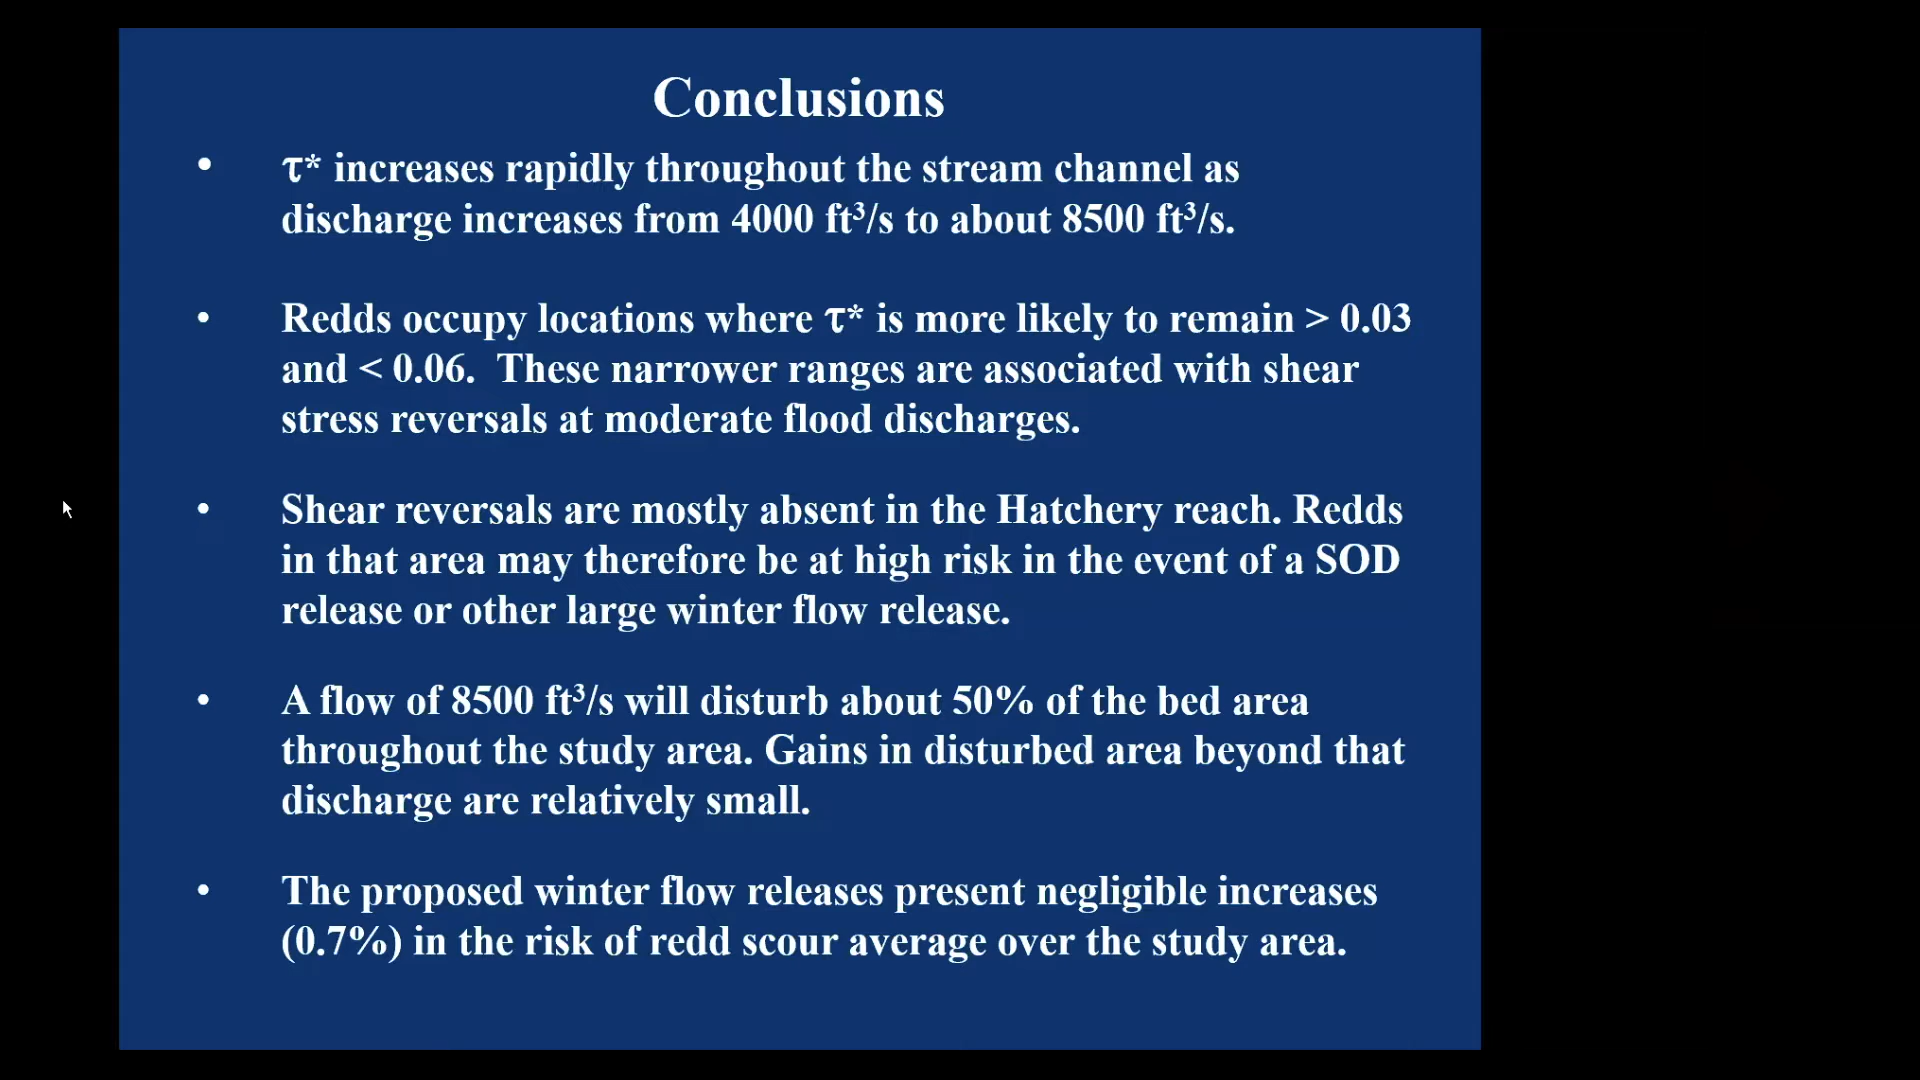 Conclusions
• τ* increases rapidly throughout the stream channel as
discharge increases from 4000 ft³/s to about 8500 ft³/s.
• Redds occupy locations where τ* is more likely to remain > 0.03
and < 0.06.  These narrower ranges are associated with shear
stress reversals at moderate flood discharges.
• Shear reversals are mostly absent in the Hatchery reach. Redds
in that area may therefore be at high risk in the event of a SOD
release or other large winter flow release.
• A flow of 8500 ft³/s will disturb about 50% of the bed area
throughout the study area. Gains in disturbed area beyond that
discharge are relatively small.
• The proposed winter flow releases present negligible increases
(0.7%) in the risk of redd scour average over the study area.